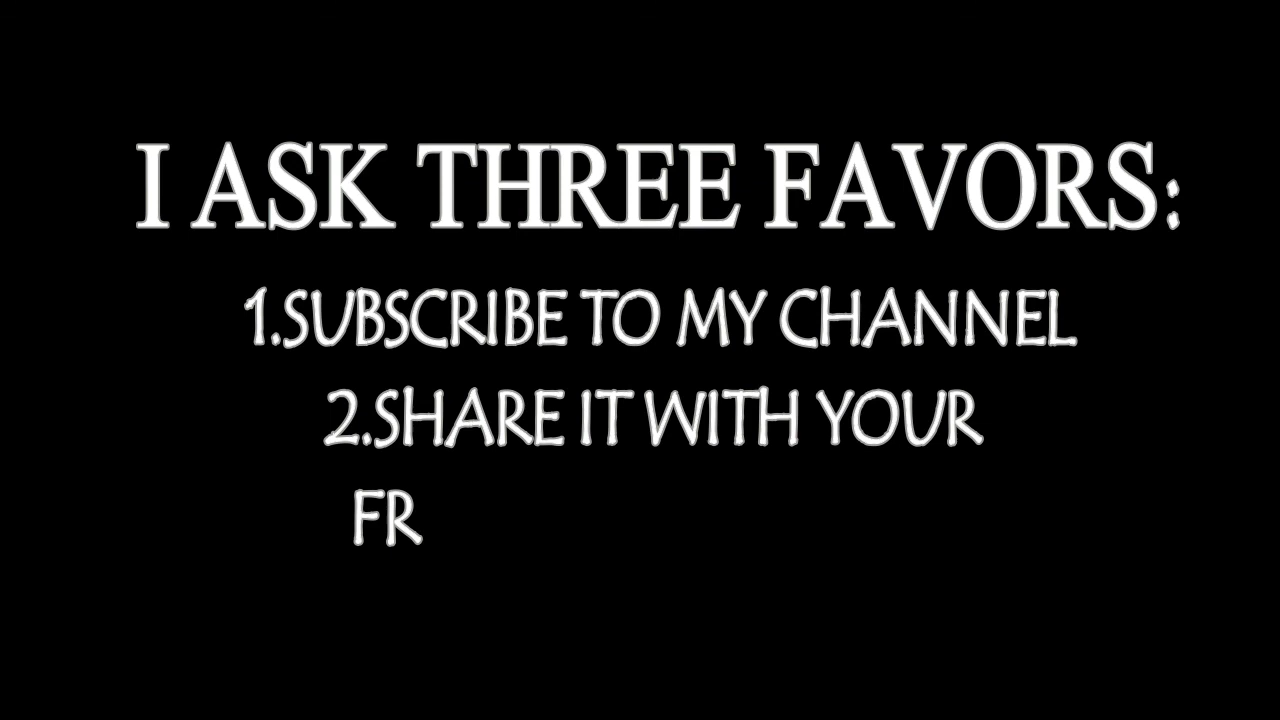 I ASK THREE FAVORS:
1.SUBSCRIBE TO MY CHANNEL
2.SHARE IT WITH YOUR
FR